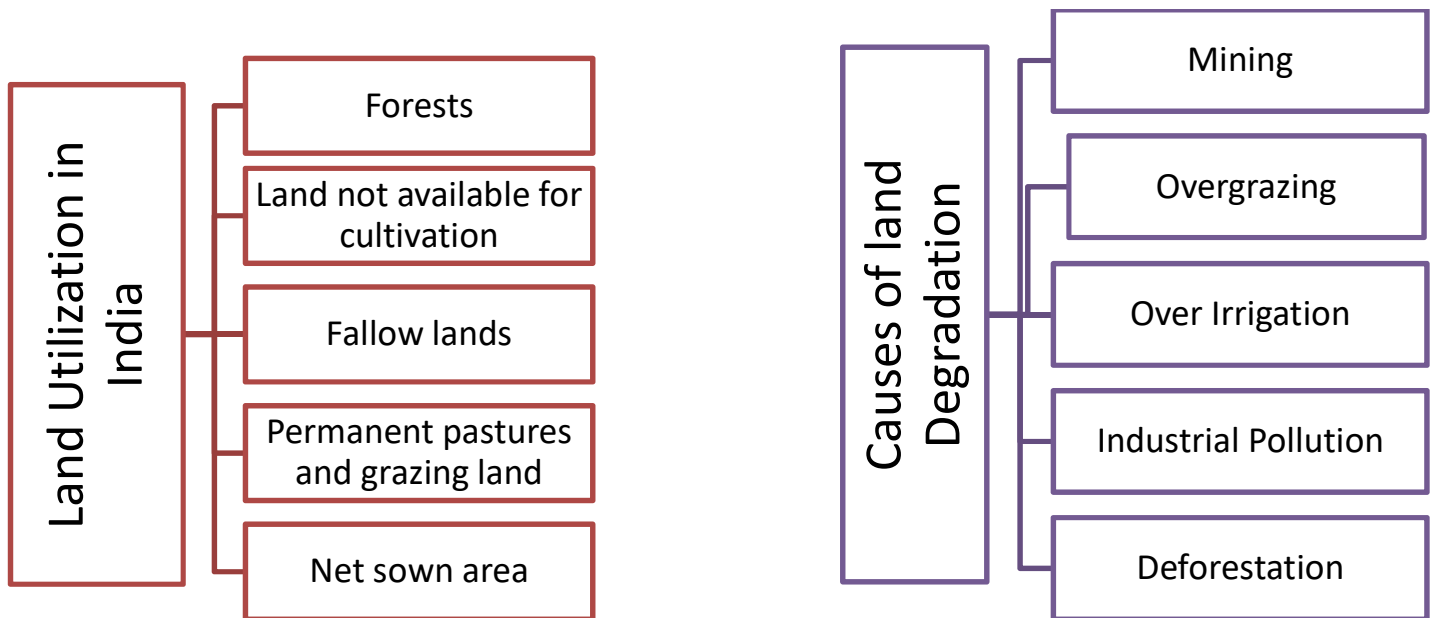 Land Utilization in
India
Forests
Land not available for
cultivation
Fallow lands
Permanent pastures
and grazing land
Net sown area
Causes of land
Degradation
Mining
Overgrazing
Over Irrigation
Industrial Pollution
Deforestation